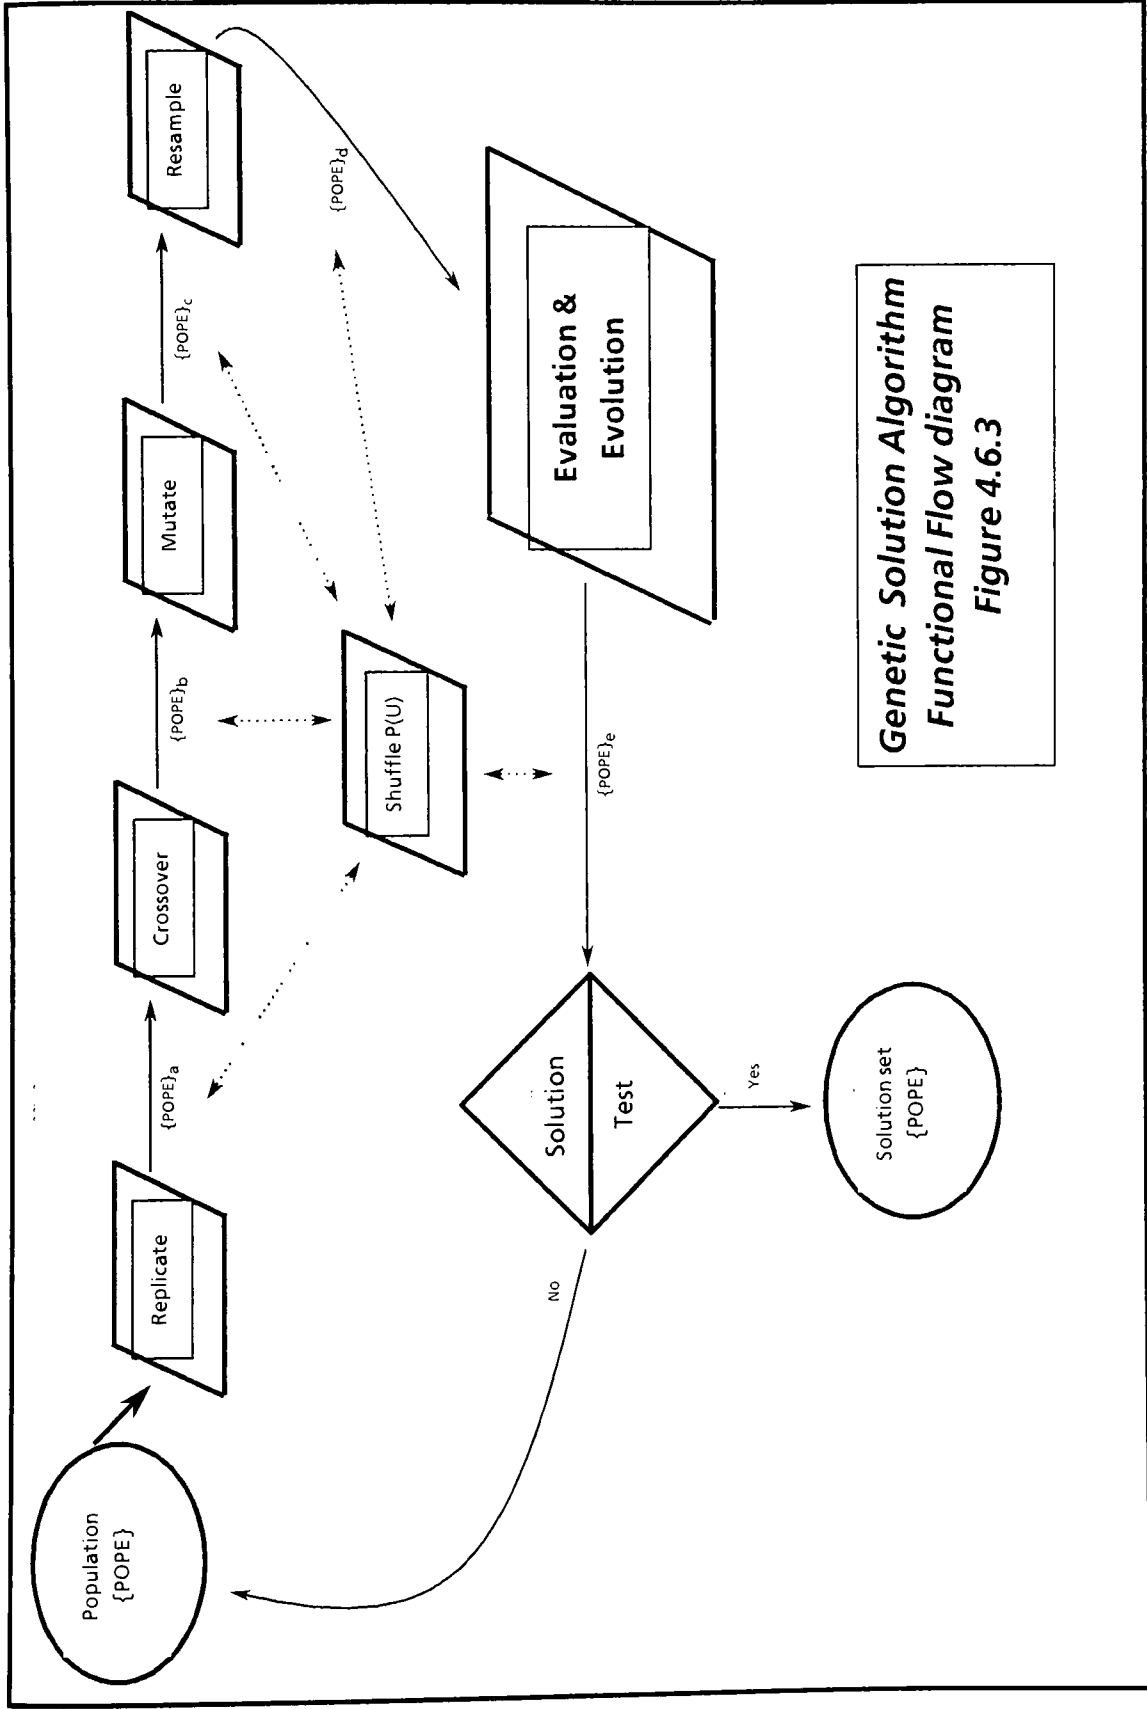 Population
{POPE}
Replicate
{POPE}a
Crossover
{POPE}b
Mutate
{POPE}c
Resample
{POPE}d
Shuffle P(U)
Evaluation &
Evolution
{POPE}e
Solution
Test
No
Yes
Solution set
{POPE}
Genetic Solution Algorithm
Functional Flow diagram
Figure 4.6.3